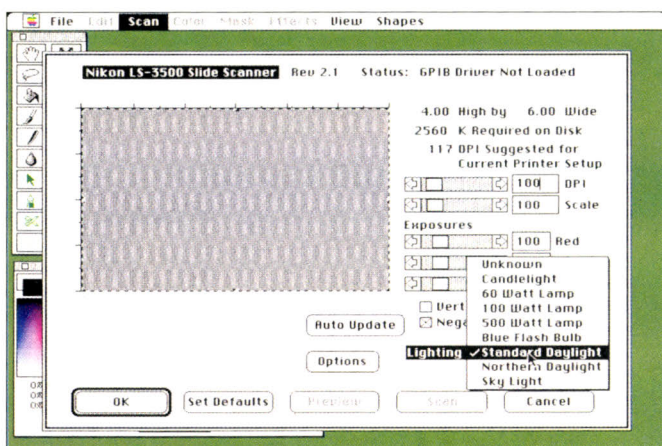 File Edit Scan Color Mask Effects View Shapes
Nikon LS-3500 Slide Scanner Rev 2.1 Status: GPIB Driver Not Loaded
4.00 High by 6.00 Wide
2560 K Required on Disk
117 DPI Suggested for
Current Printer Setup
100 DPI
100 Scale
Exposures
100 Red
Unknown
Candlelight
60 Watt Lamp
100 Watt Lamp
500 Watt Lamp
Blue Flash Bulb
Standard Daylight
Northern Daylight
Sky Light
Vert
Nega
Lighting
Auto Update
Options
OK Set Defaults Preview Scan Cancel